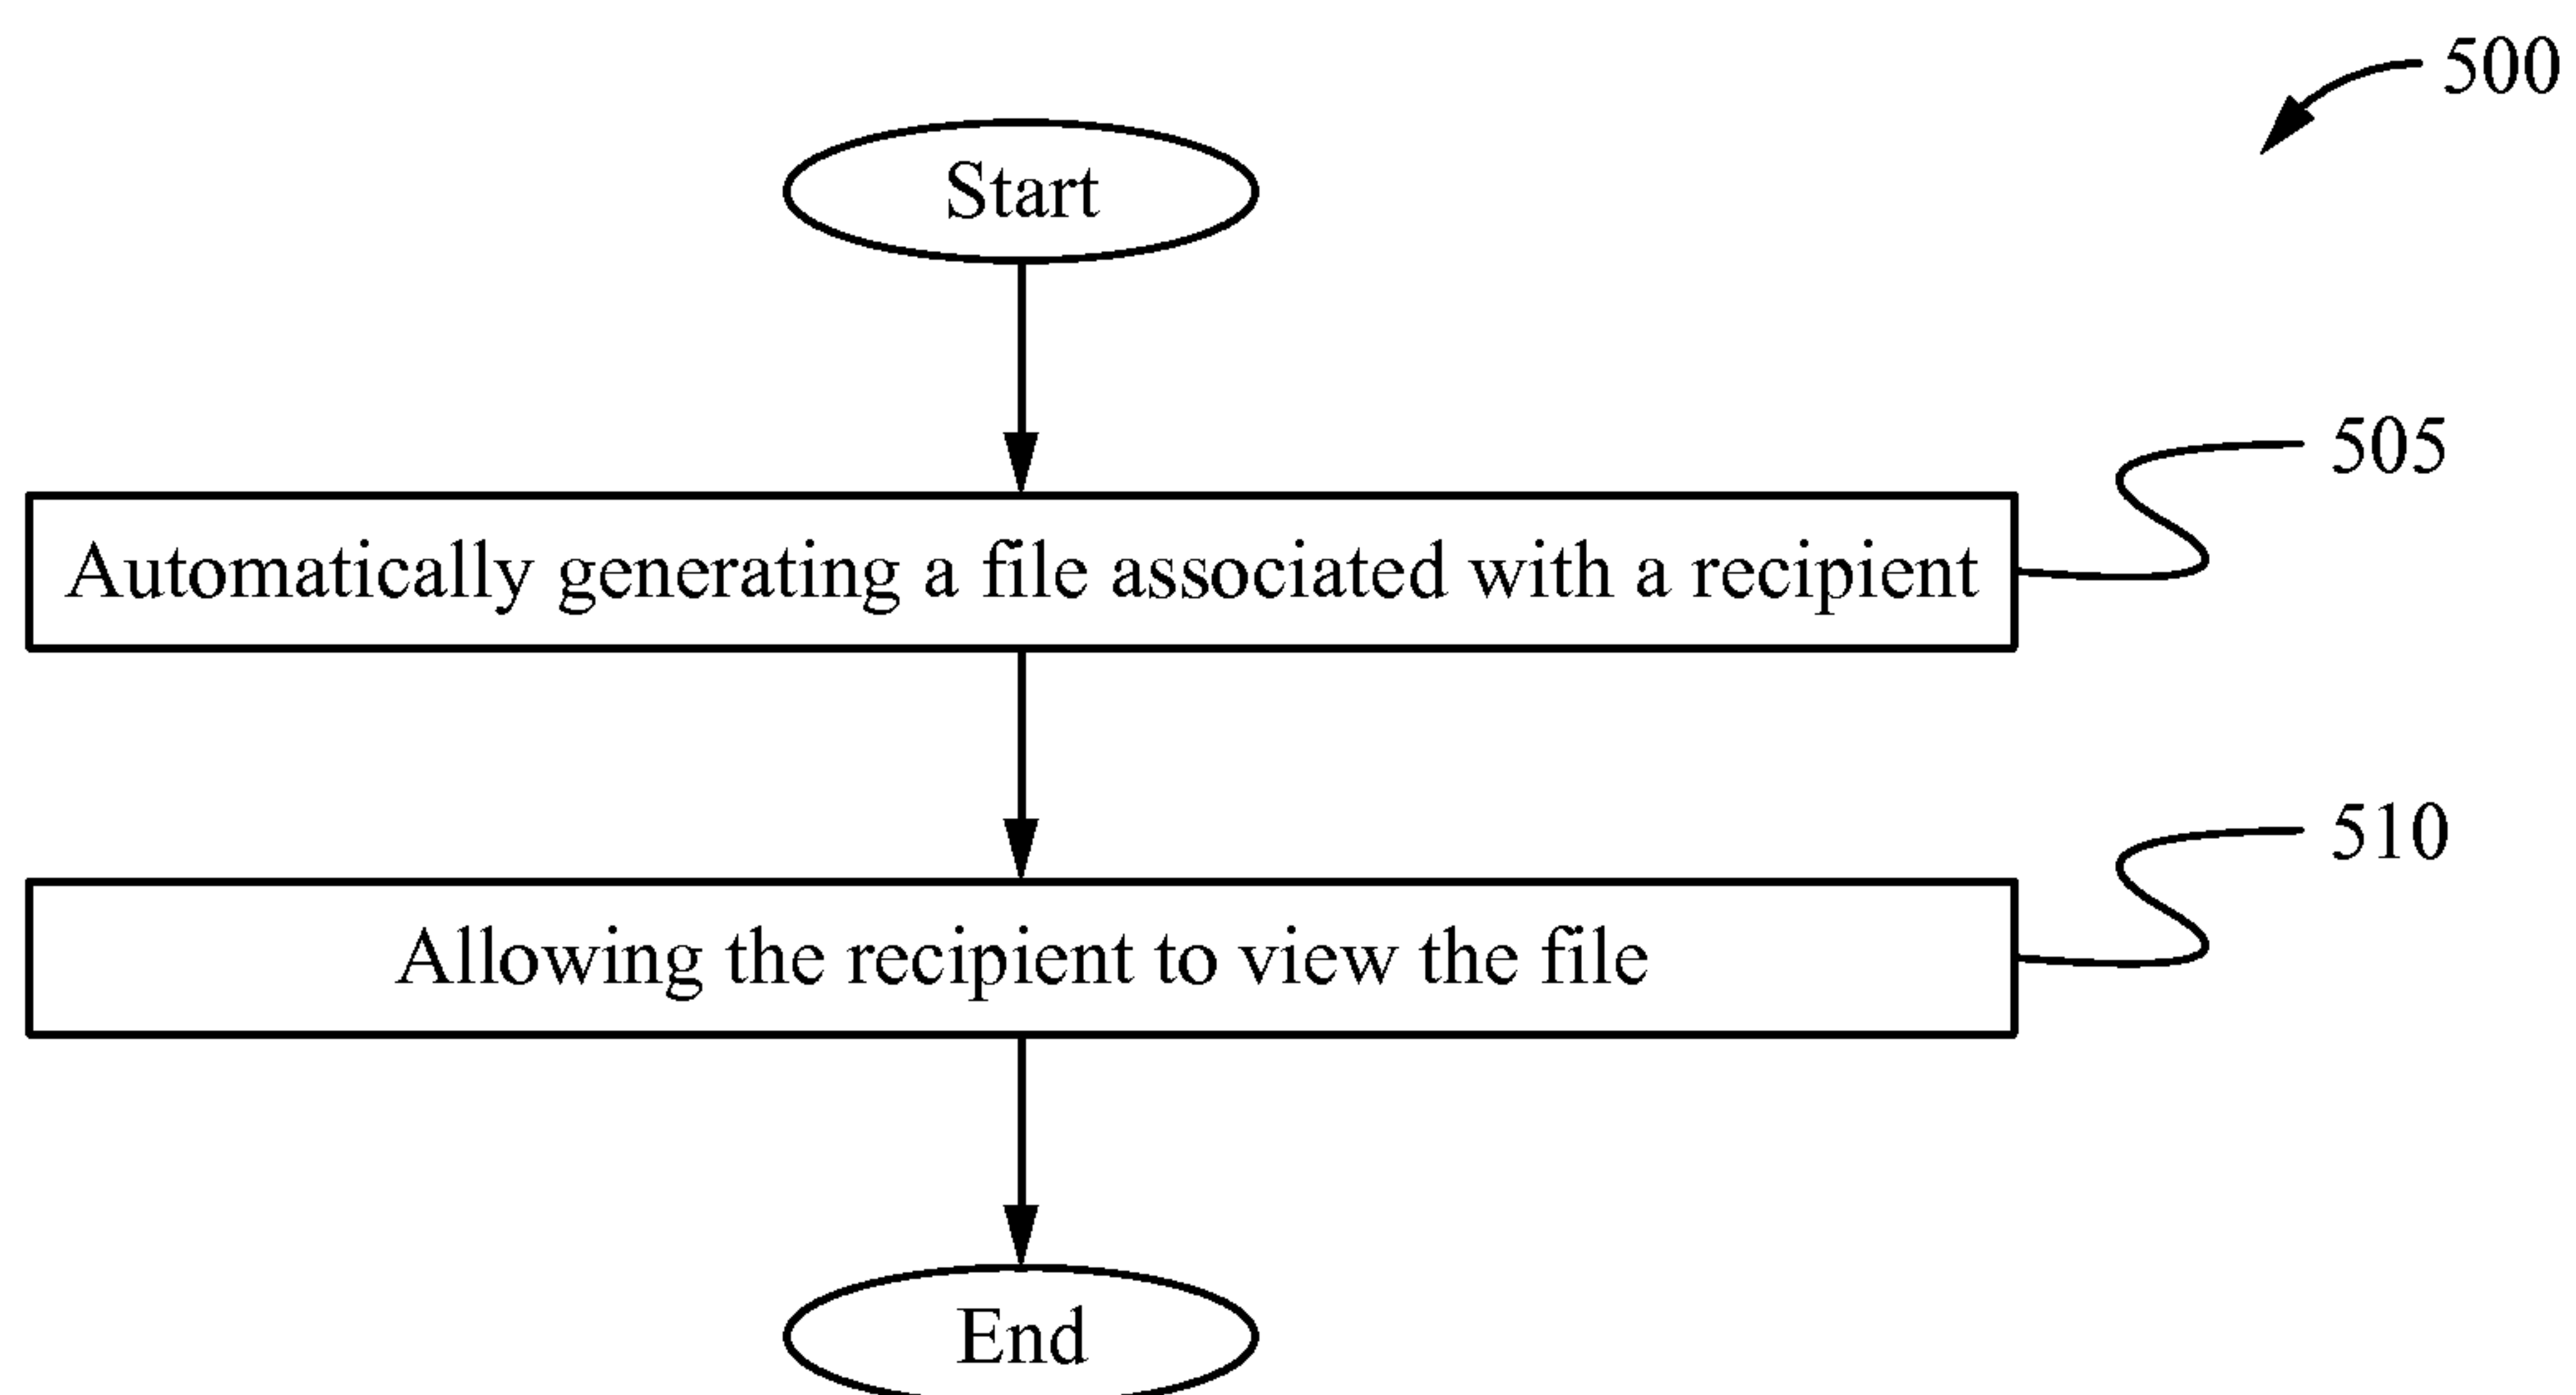 500
Start
505
Automatically generating a file associated with a recipient
510
Allowing the recipient to view the file
End